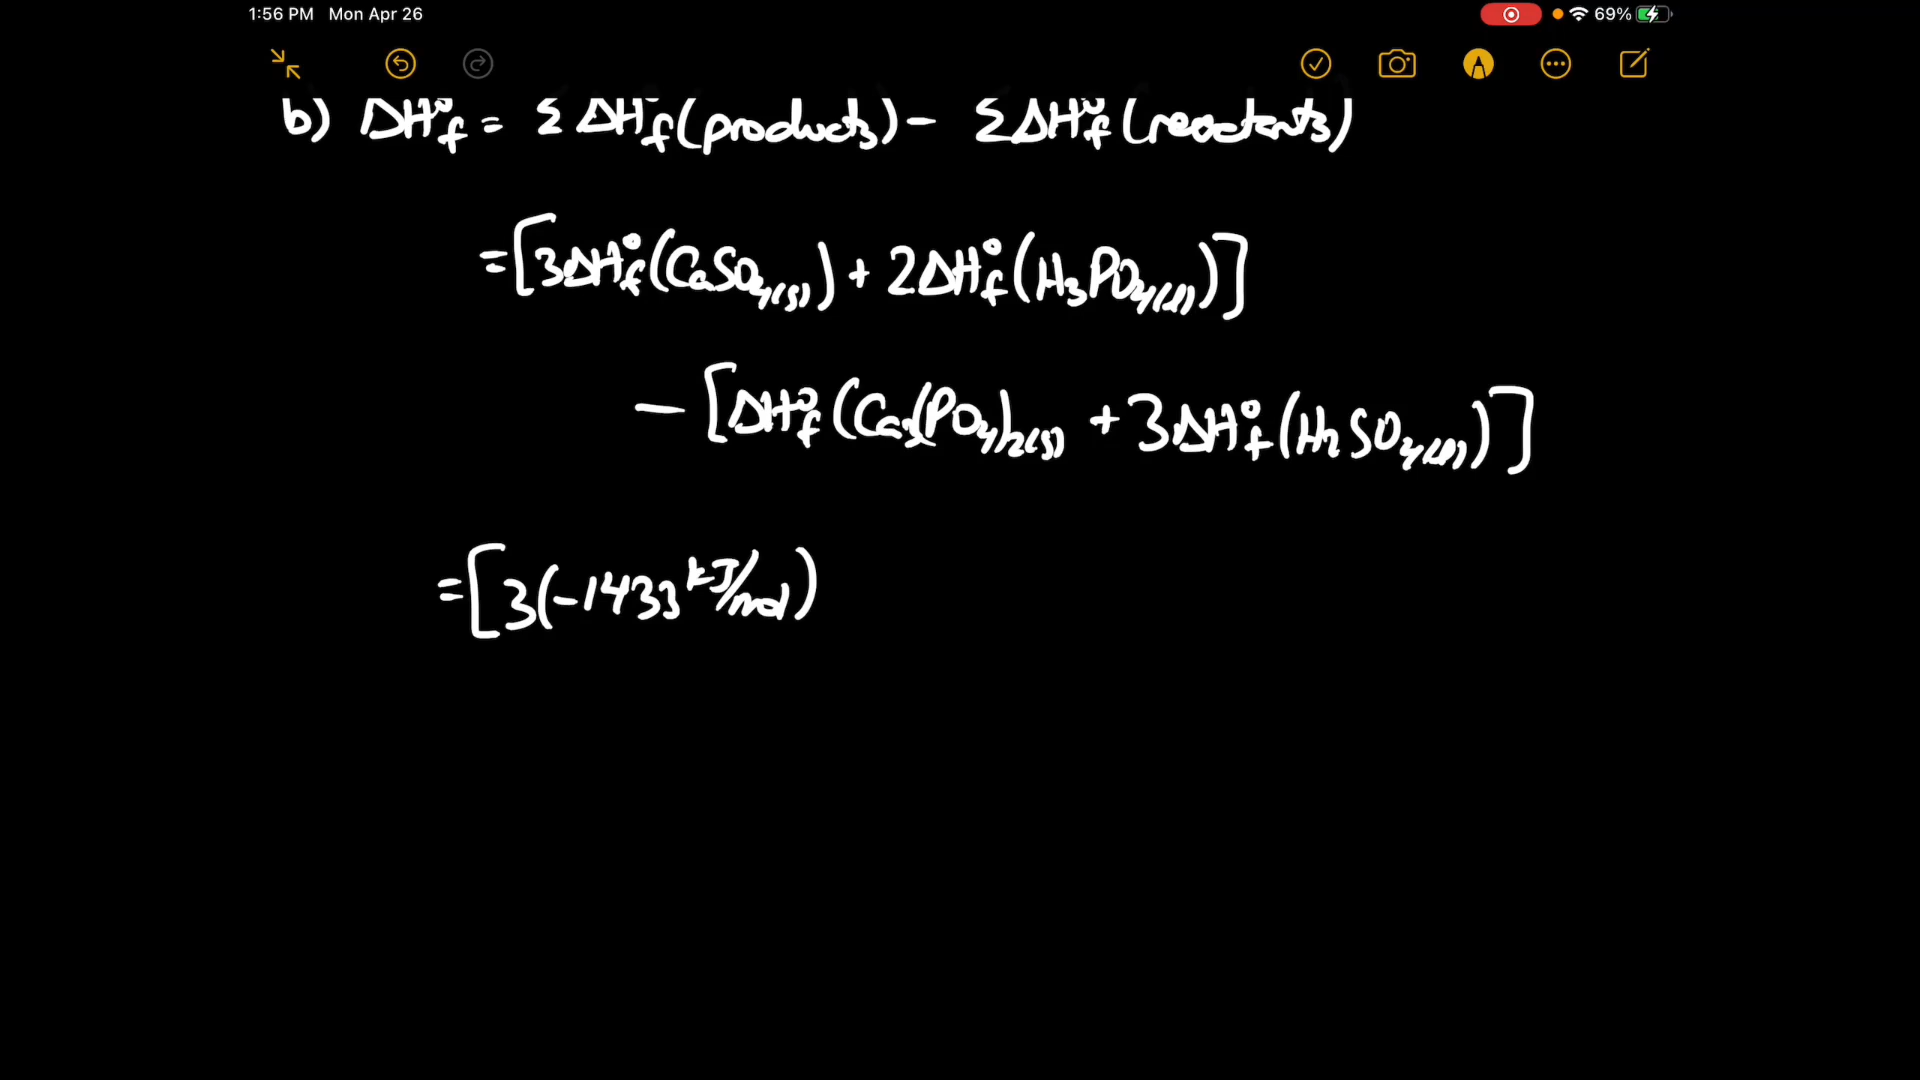 1:56 PM Mon Apr 26 69%
b) ΔH°f = Σ ΔH°f(products) - ΣΔH°f(reactants)
=[3ΔH°f(CaSO4(s)) + 2ΔH°f(H3PO4(l))]
- [ΔH°f(Ca3(PO4)2(s) + 3ΔH°f(H2SO4(l))]
=[3(-1433 kJ/mol)